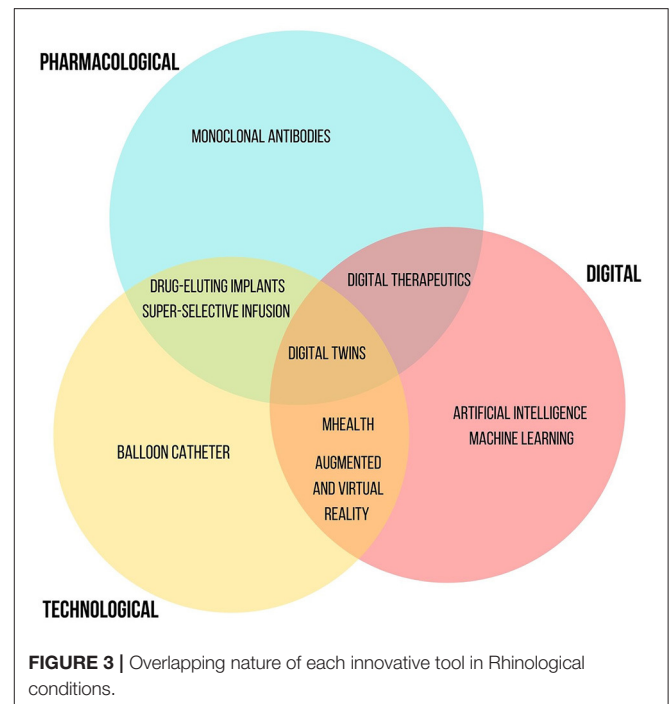 PHARMACOLOGICAL
MONOCLONAL ANTIBODIES
DRUG-ELUTING IMPLANTS
SUPER-SELECTIVE INFUSION
DIGITAL THERAPEUTICS
DIGITAL
DIGITAL TWINS
MHEALTH
AUGMENTED
AND VIRTUAL
REALITY
ARTIFICIAL INTELLIGENCE
MACHINE LEARNING
BALLOON CATHETER
TECHNOLOGICAL
FIGURE 3 | Overlapping nature of each innovative tool in Rhinological
conditions.